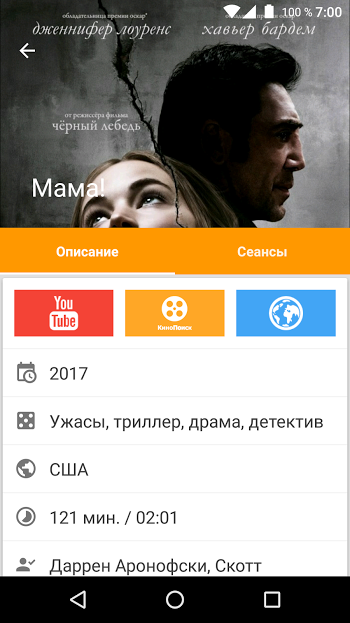 100 % 7:00
обладательница премии оскар обладатель премии оскар
дженнифер лоуренс хавьер бардем
от режиссёра фильма
чёрный лебедь
Мама!
Описание Сеансы
You
Tube
КиноПоиск
2017
Ужасы, триллер, драма, детектив
США
121 мин. / 02:01
Даррен Аронофски, Скотт